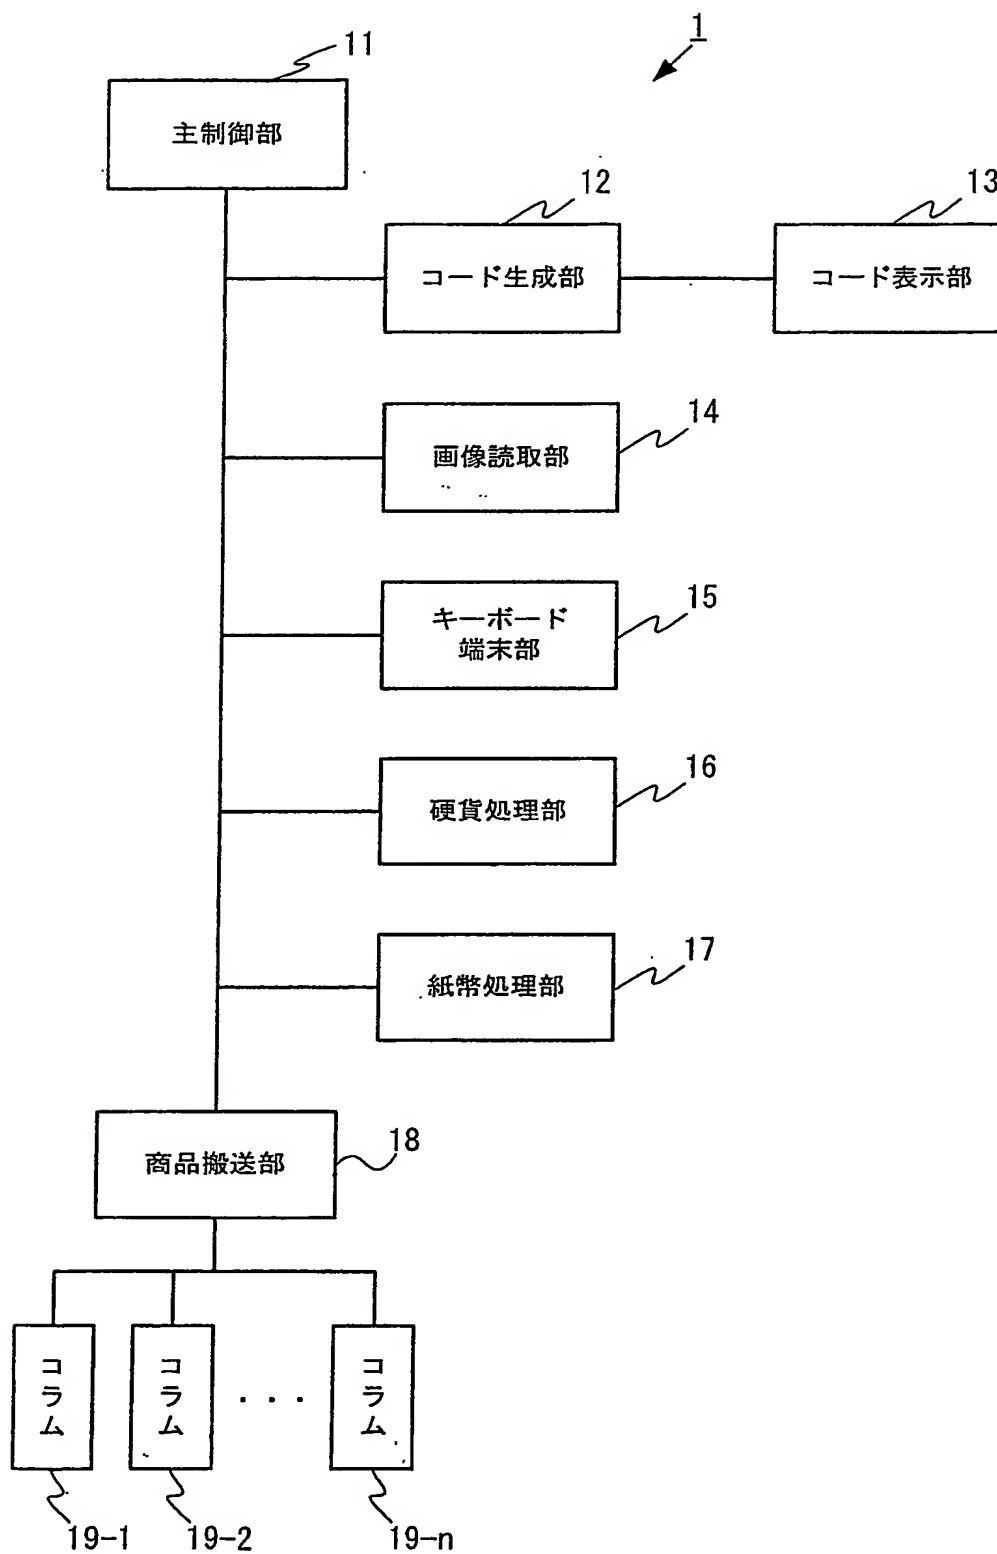 1
11
主制御部
12
13
コード生成部
コード表示部
14
画像読取部
15
キーボード
端末部
16
硬貨処理部
17
紙幣処理部
18
商品搬送部
コラム
コラム
・・・
コラム
19-1
19-2
19-n